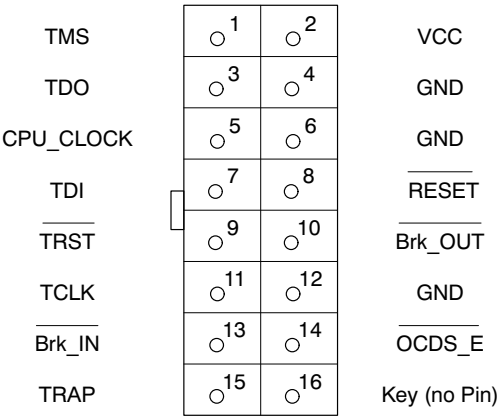 TMS 1 2 VCC
TDO 3 4 GND
CPU_CLOCK 5 6 GND
TDI 7 8 RESET
TRST 9 10 Brk_OUT
TCLK 11 12 GND
Brk_IN 13 14 OCDS_E
TRAP 15 16 Key (no Pin)